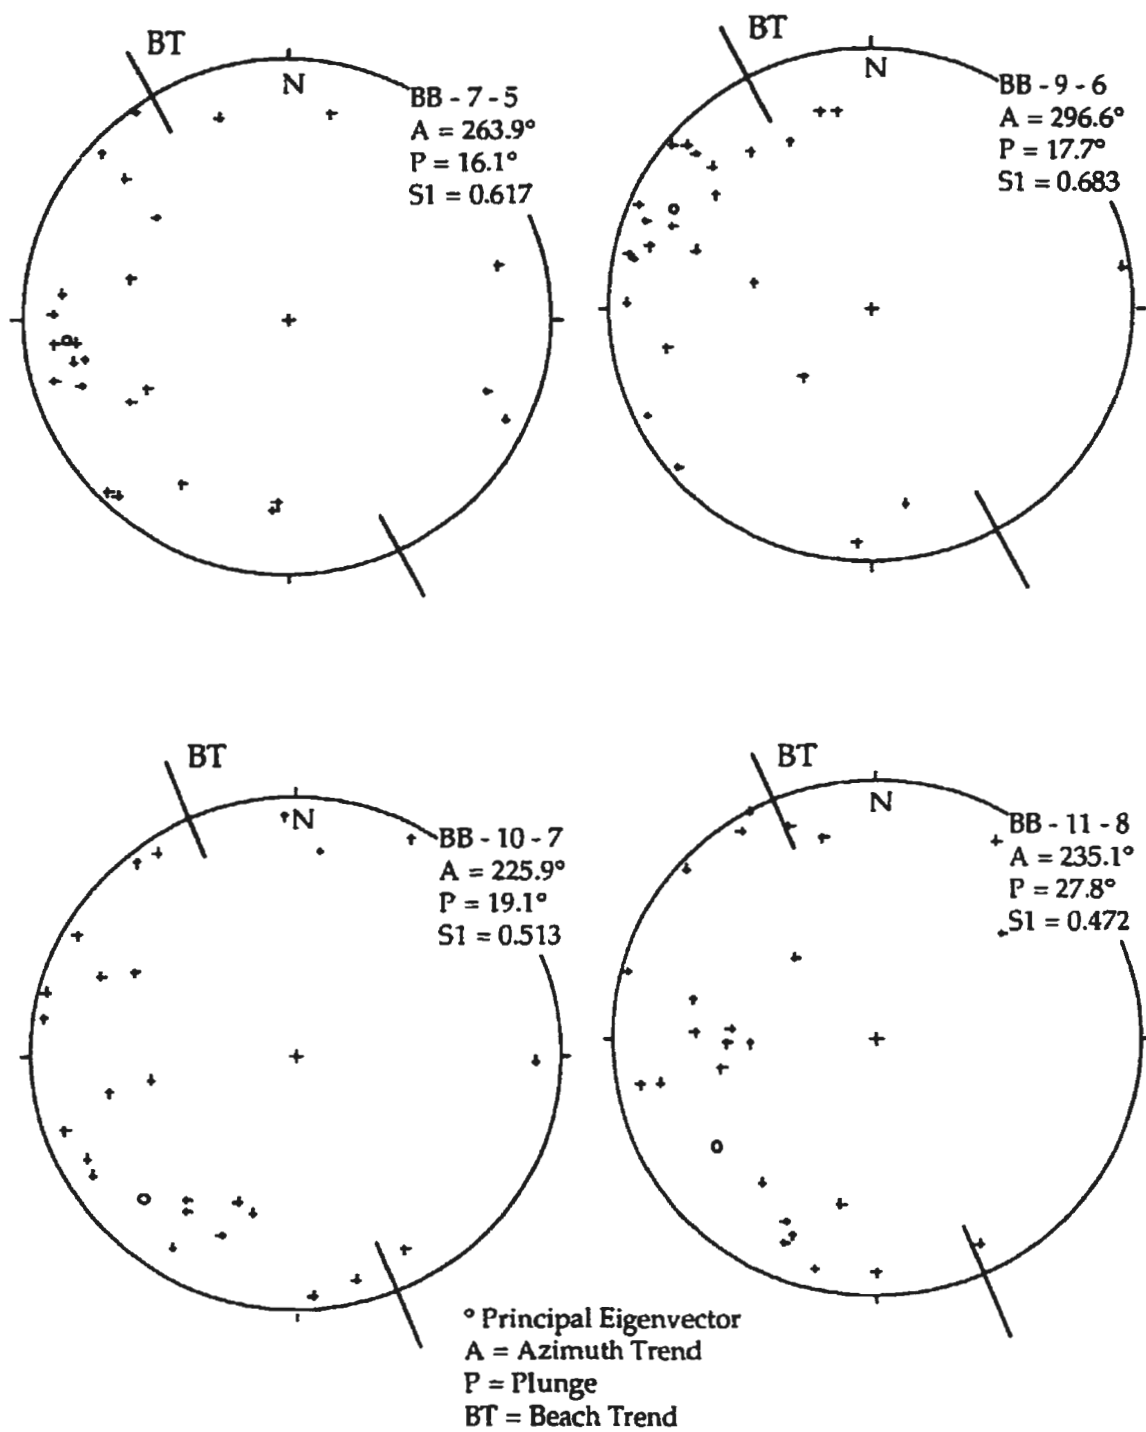 BT
N
BB - 7 - 5
A = 263.9°
P = 16.1°
S1 = 0.617
BT
N
BB - 9 - 6
A = 296.6°
P = 17.7°
S1 = 0.683
BT
N
BB - 10 - 7
A = 225.9°
P = 19.1°
S1 = 0.513
BT
N
BB - 11 - 8
A = 235.1°
P = 27.8°
S1 = 0.472
° Principal Eigenvector
A = Azimuth Trend
P = Plunge
BT = Beach Trend